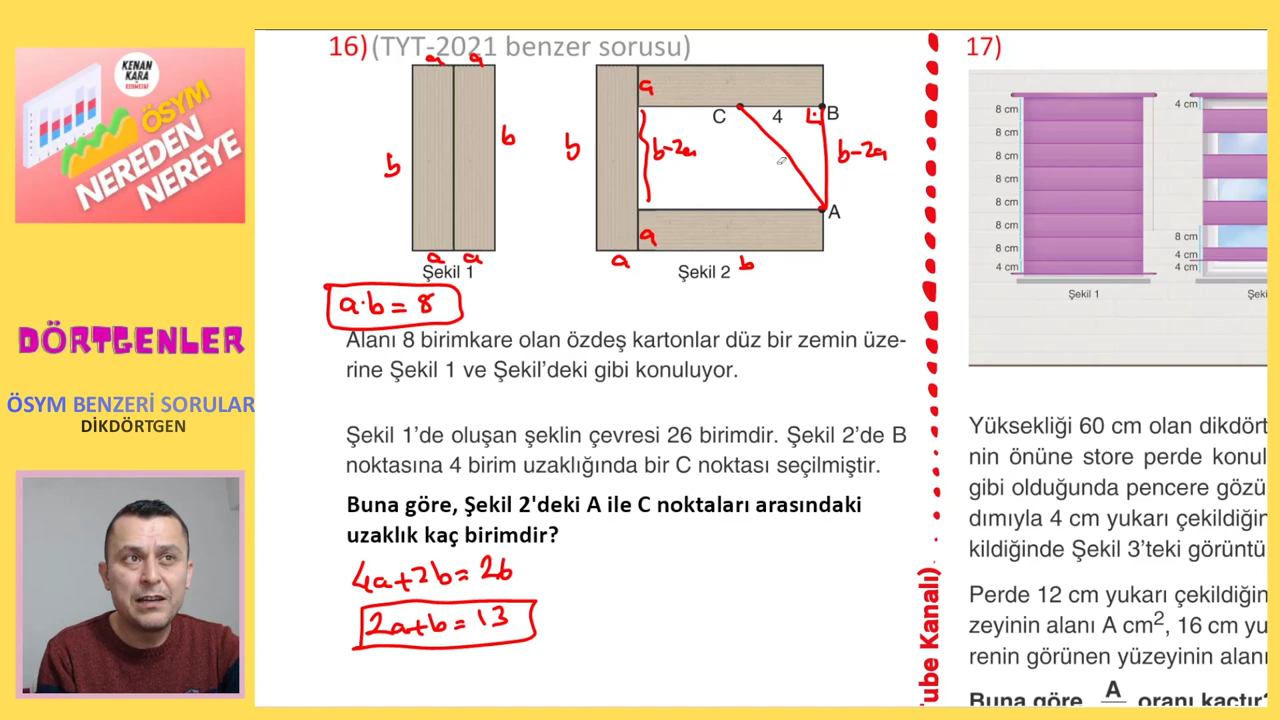 KENAN
KARA
ÖSYM
NEREDEN
NEREYE
DÖRTGENLER
ÖSYM BENZERİ SORULAR
DİKDÖRTGEN
16) (TYT-2021 benzer sorusu)
a a
b b
a a
Şekil 1
a
b b-2a C 4 B b-2a
A
a
a b
Şekil 2
a·b = 8
Alanı 8 birimkare olan özdeş kartonlar düz bir zemin üze-
rine Şekil 1 ve Şekil'deki gibi konuluyor.
Şekil 1'de oluşan şeklin çevresi 26 birimdir. Şekil 2'de B
noktasına 4 birim uzaklığında bir C noktası seçilmiştir.
Buna göre, Şekil 2'deki A ile C noktaları arasındaki
uzaklık kaç birimdir?
4a+2b=26
2a+b=13
ube Kanalı)
17)
8 cm
8 cm
8 cm
8 cm
8 cm
8 cm
8 cm
4 cm
Şekil 1
4 cm
8 cm
4 cm
4 cm
Şeki
Yüksekliği 60 cm olan dikdört
nin önüne store perde konul
gibi olduğunda pencere gözü
dımıyla 4 cm yukarı çekildiğin
kildiğinde Şekil 3'teki görüntü
Perde 12 cm yukarı çekildiğin
zeyinin alanı A cm², 16 cm yu
renin görünen yüzeyinin alanı
Buna göre, A oranı kaçtır?